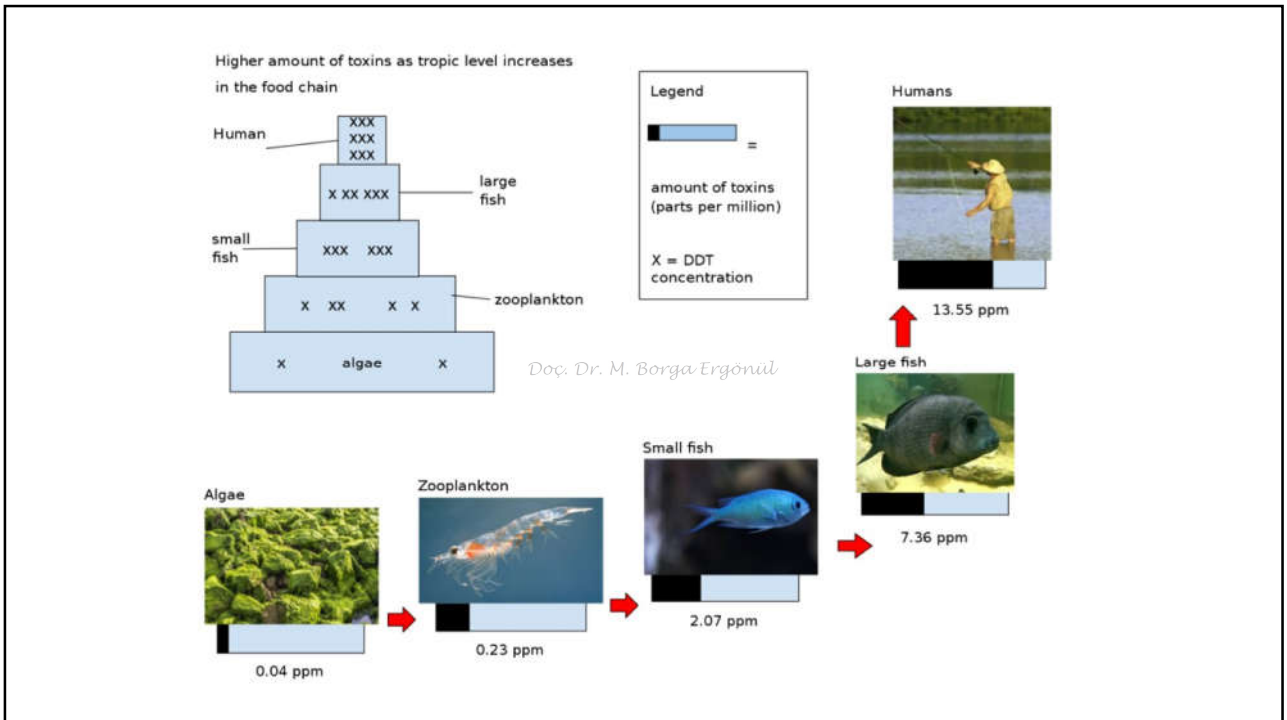 Higher amount of toxins as tropic level increases
in the food chain
Human
XXX
XXX
XXX
large
fish
X XX XXX
small
fish
XXX XXX
zooplankton
X XX X X
X algae X
Legend
=
amount of toxins
(parts per million)
X = DDT
concentration
Humans
13.55 ppm
Doç. Dr. M. Borga Ergönül
Large fish
7.36 ppm
Small fish
2.07 ppm
Zooplankton
0.23 ppm
Algae
0.04 ppm